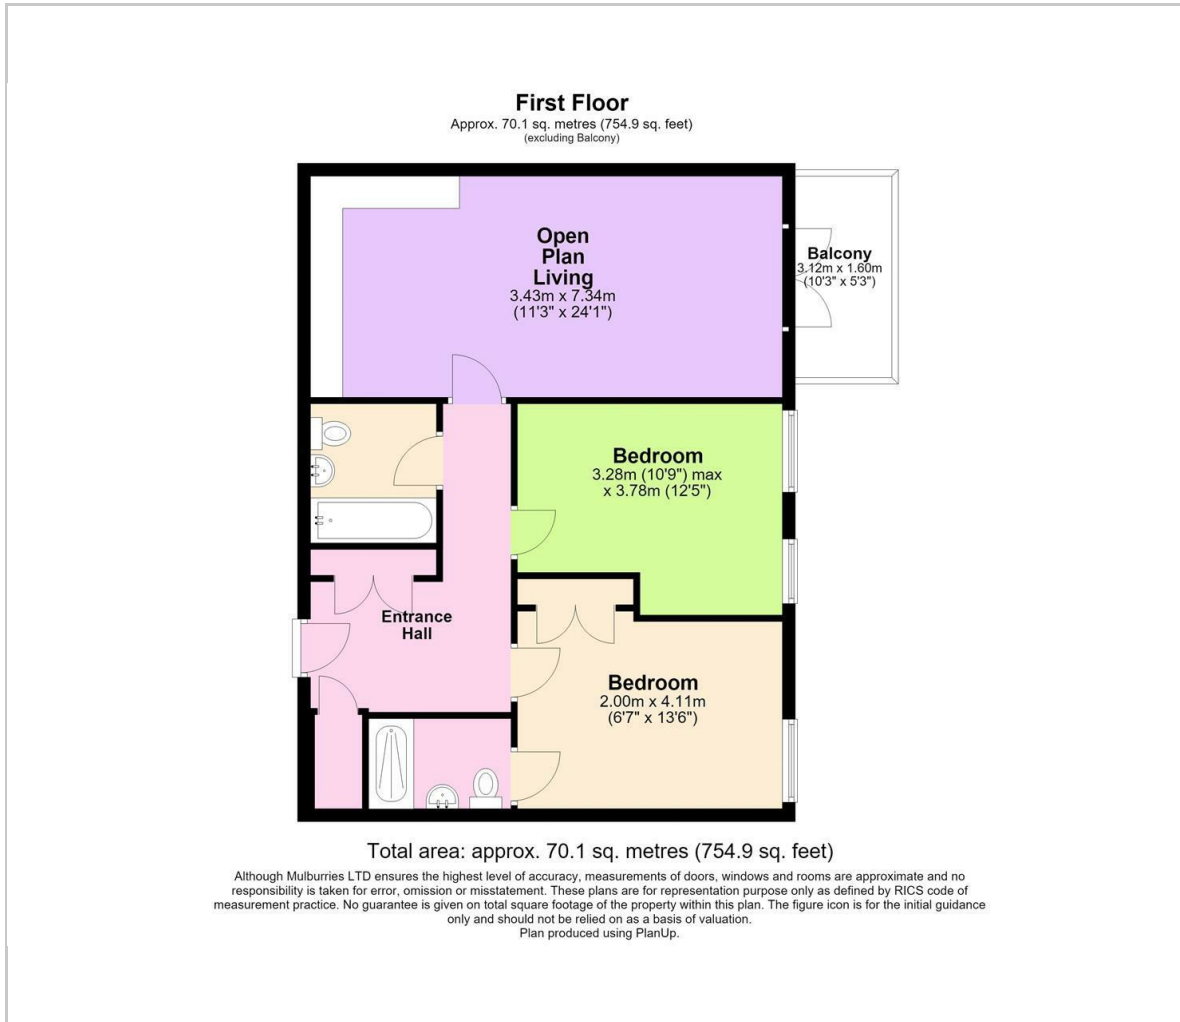 First Floor
Approx. 70.1 sq. metres (754.9 sq. feet)
(excluding Balcony)
Open
Plan
Living
3.43m x 7.34m
(11'3" x 24'1")
Balcony
3.12m x 1.60m
(10'3" x 5'3")
Bedroom
3.28m (10'9") max
x 3.78m (12'5")
Entrance
Hall
Bedroom
2.00m x 4.11m
(6'7" x 13'6")
Total area: approx. 70.1 sq. metres (754.9 sq. feet)
Although Mulburries LTD ensures the highest level of accuracy, measurements of doors, windows and rooms are approximate and no
responsibility is taken for error, omission or misstatement. These plans are for representation purpose only as defined by RICS code of
measurement practice. No guarantee is given on total square footage of the property within this plan. The figure icon is for the initial guidance
only and should not be relied on as a basis of valuation.
Plan produced using PlanUp.